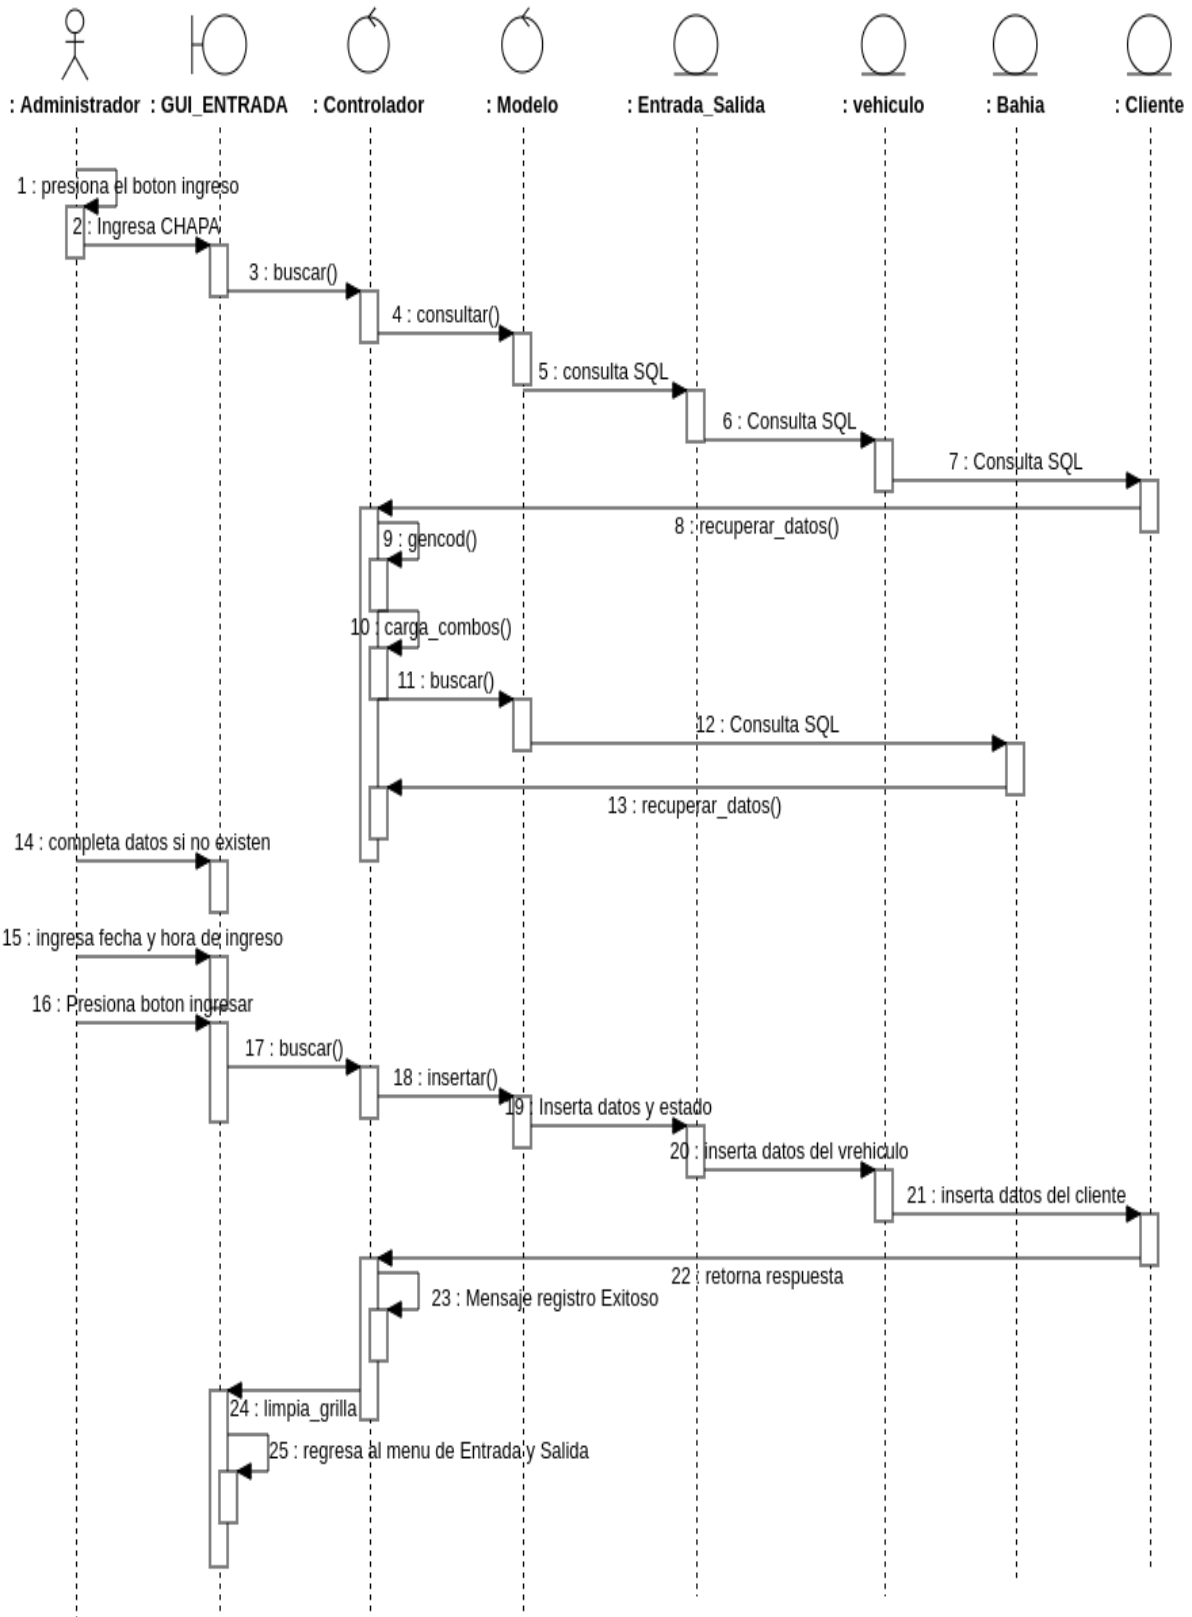 : Administrador : GUI_ENTRADA : Controlador : Modelo : Entrada_Salida : vehiculo : Bahia : Cliente
1 : presiona el boton ingreso
2 : Ingresa CHAPA
3 : buscar()
4 : consultar()
5 : consulta SQL
6 : Consulta SQL
7 : Consulta SQL
8 : recuperar_datos()
9 : gencod()
10 : carga_combos()
11 : buscar()
12 : Consulta SQL
13 : recuperar_datos()
14 : completa datos si no existen
15 : ingresa fecha y hora de ingreso
16 : Presiona boton ingresar
17 : buscar()
18 : insertar()
19 : Inserta datos y estado
20 : inserta datos del vrehiculo
21 : inserta datos del cliente
22 : retorna respuesta
23 : Mensaje registro Exitoso
24 : limpia_grilla
25 : regresa al menu de Entrada y Salida